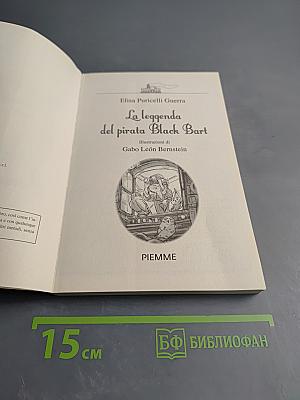 Elisa Puricelli Guerra
La leggenda
del pirata Black Bart
illustrazioni di
Gabo León Bernstein
PIEMME
15 см
БФ БИБЛИОФАН